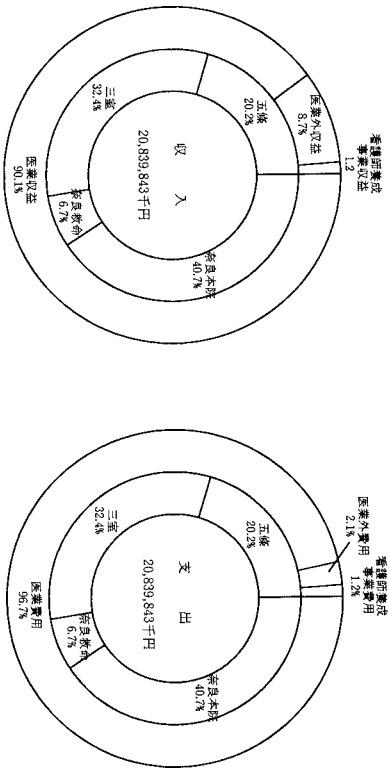 収 入
20,839,843千円
看護師養成
事業収益
1.2
医業外収益
8.7%
五條
20.2%
三室
32.4%
奈良救命
6.7%
奈良本院
40.7%
医業収益
90.1%
支 出
20,839,843千円
看護師養成
事業費用
1.2%
医業外費用
2.1%
五條
20.2%
三室
32.4%
奈良救命
6.7%
奈良本院
40.7%
医業費用
96.7%